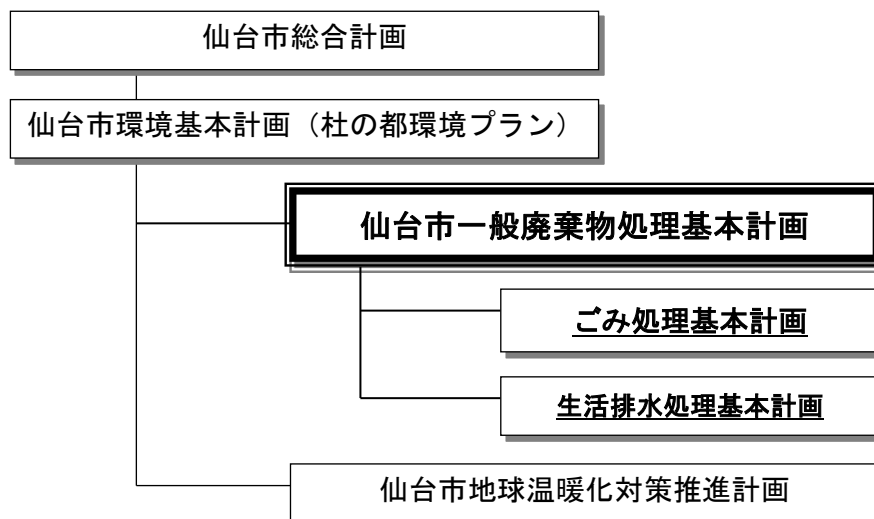 仙台市総合計画
仙台市環境基本計画（杜の都環境プラン）
仙台市一般廃棄物処理基本計画
ごみ処理基本計画
生活排水処理基本計画
仙台市地球温暖化対策推進計画